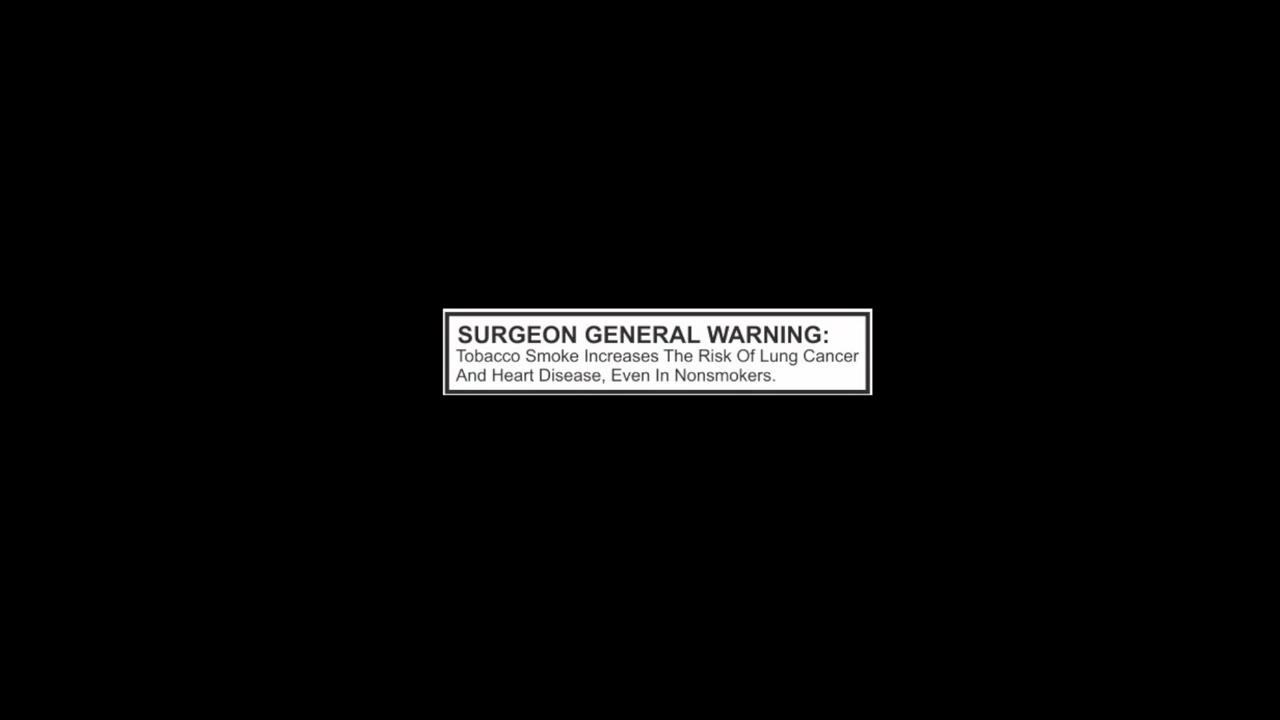 SURGEON GENERAL WARNING:
Tobacco Smoke Increases The Risk Of Lung Cancer
And Heart Disease, Even In Nonsmokers.